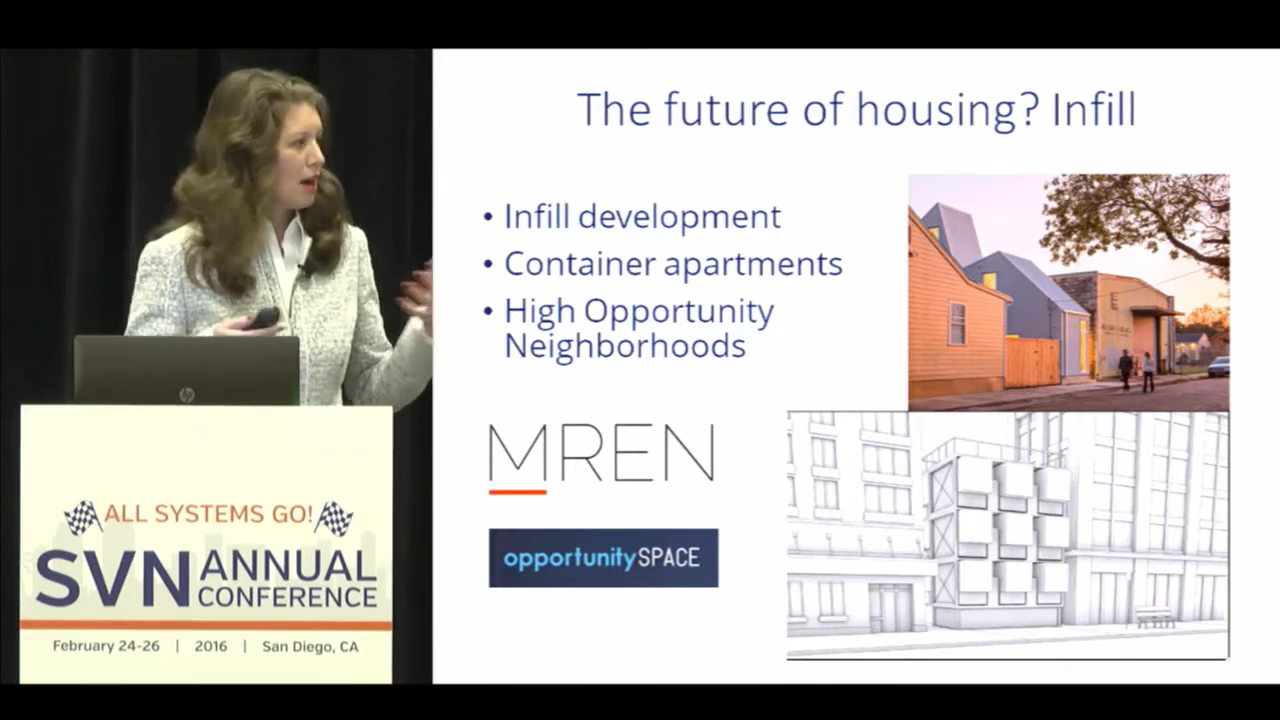 The future of housing? Infill
• Infill development
• Container apartments
• High Opportunity
Neighborhoods
MREN
opportunitySPACE
hp
ALL SYSTEMS GO!
SVN ANNUAL
CONFERENCE
February 24-26 | 2016 | San Diego, CA